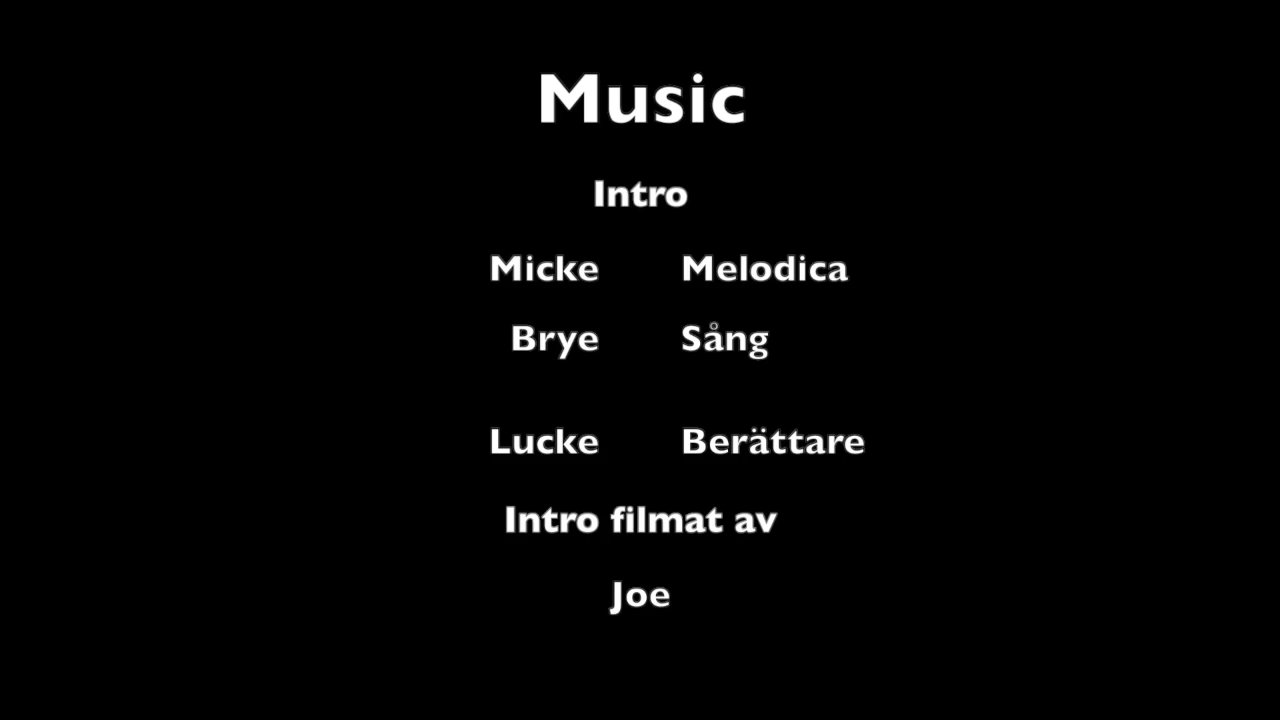 Music
Intro
Micke Melodica
Brye Sång
Lucke Berättare
Intro filmat av
Joe